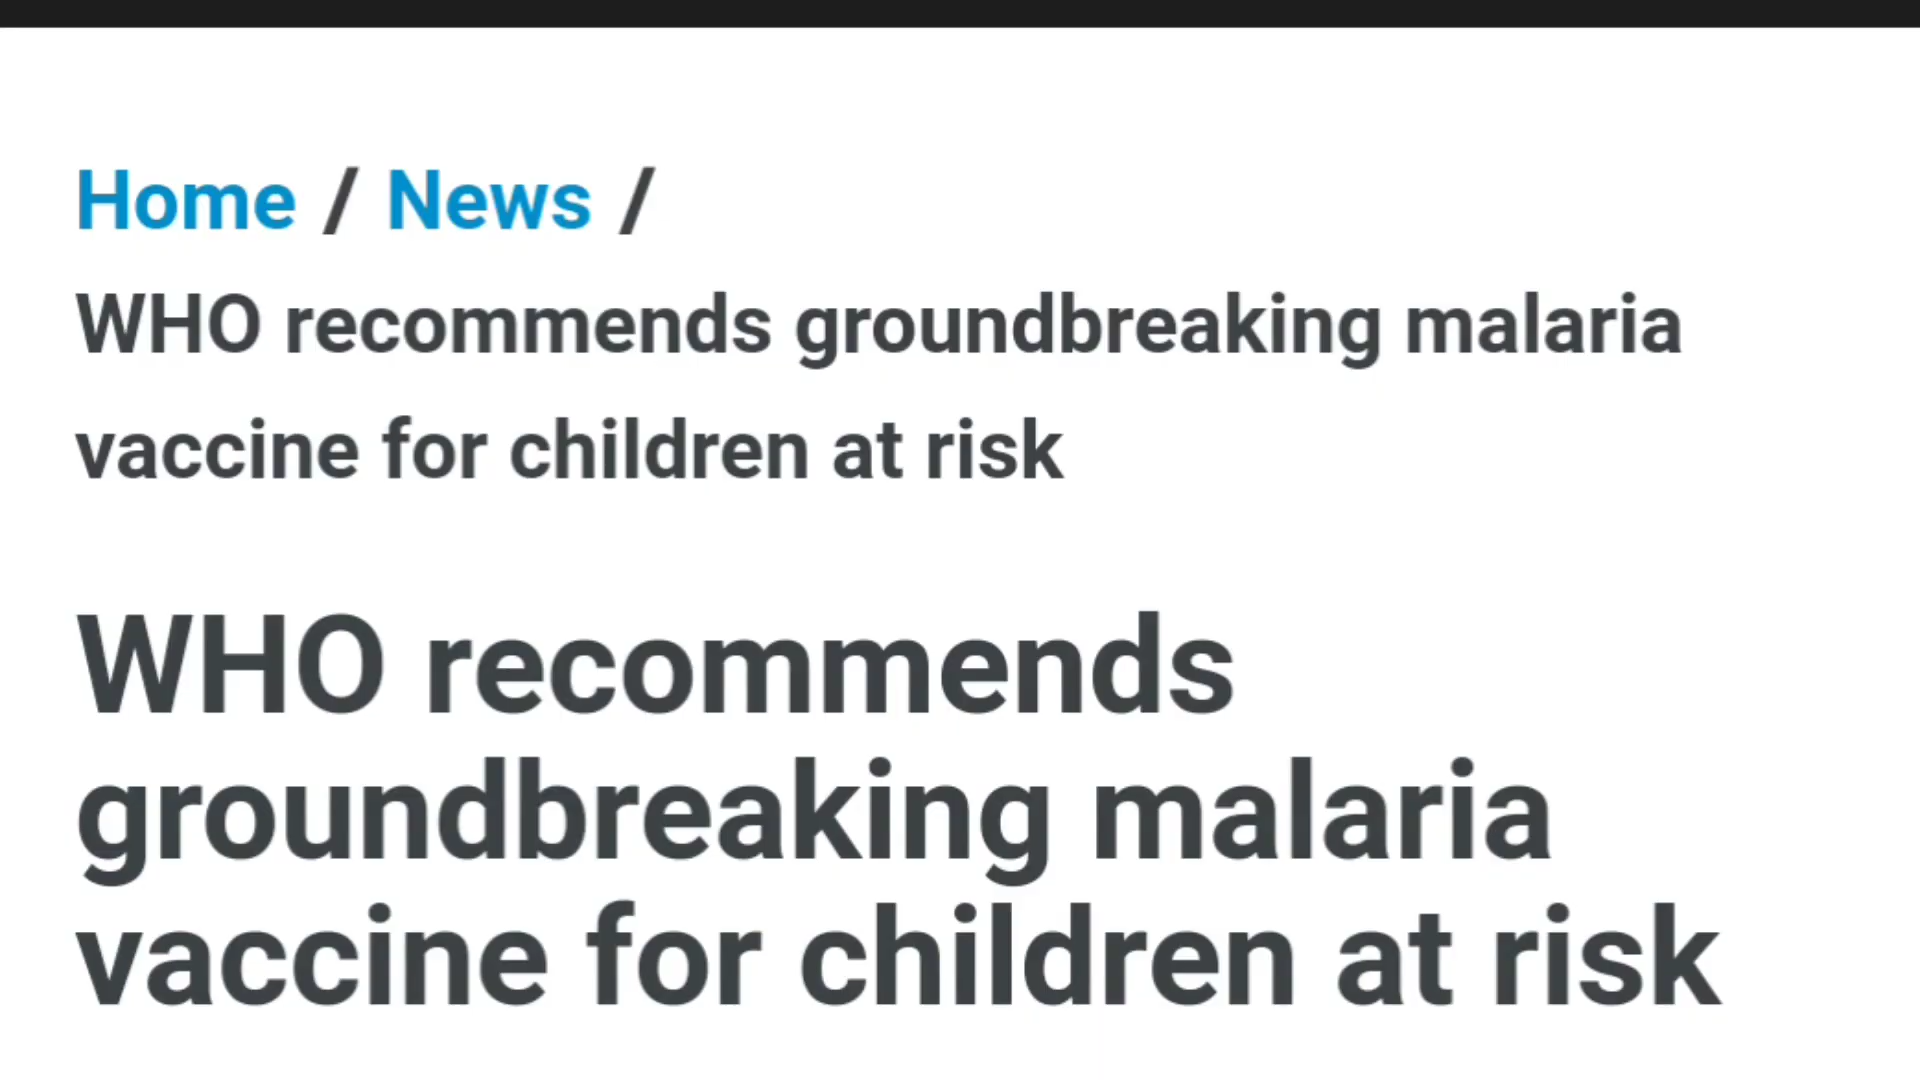 Home / News /
WHO recommends groundbreaking malaria
vaccine for children at risk
WHO recommends
groundbreaking malaria
vaccine for children at risk